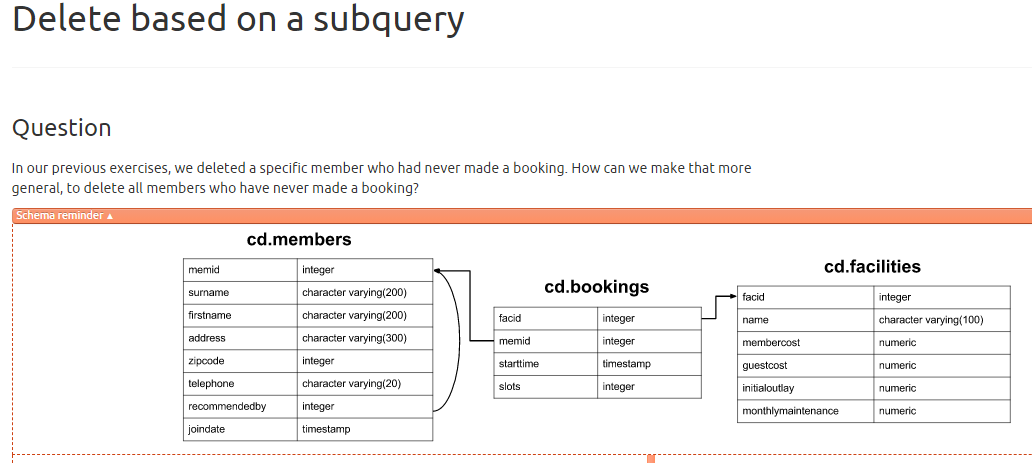 Delete based on a subquery
Question
In our previous exercises, we deleted a specific member who had never made a booking. How can we make that more
general, to delete all members who have never made a booking?
Schema reminder ▲
cd.members
memid integer
surname character varying(200)
firstname character varying(200)
address character varying(300)
zipcode integer
telephone character varying(20)
recommendedby integer
joindate timestamp
cd.bookings
facid integer
memid integer
starttime timestamp
slots integer
cd.facilities
facid integer
name character varying(100)
membercost numeric
guestcost numeric
initialoutlay numeric
monthlymaintenance numeric